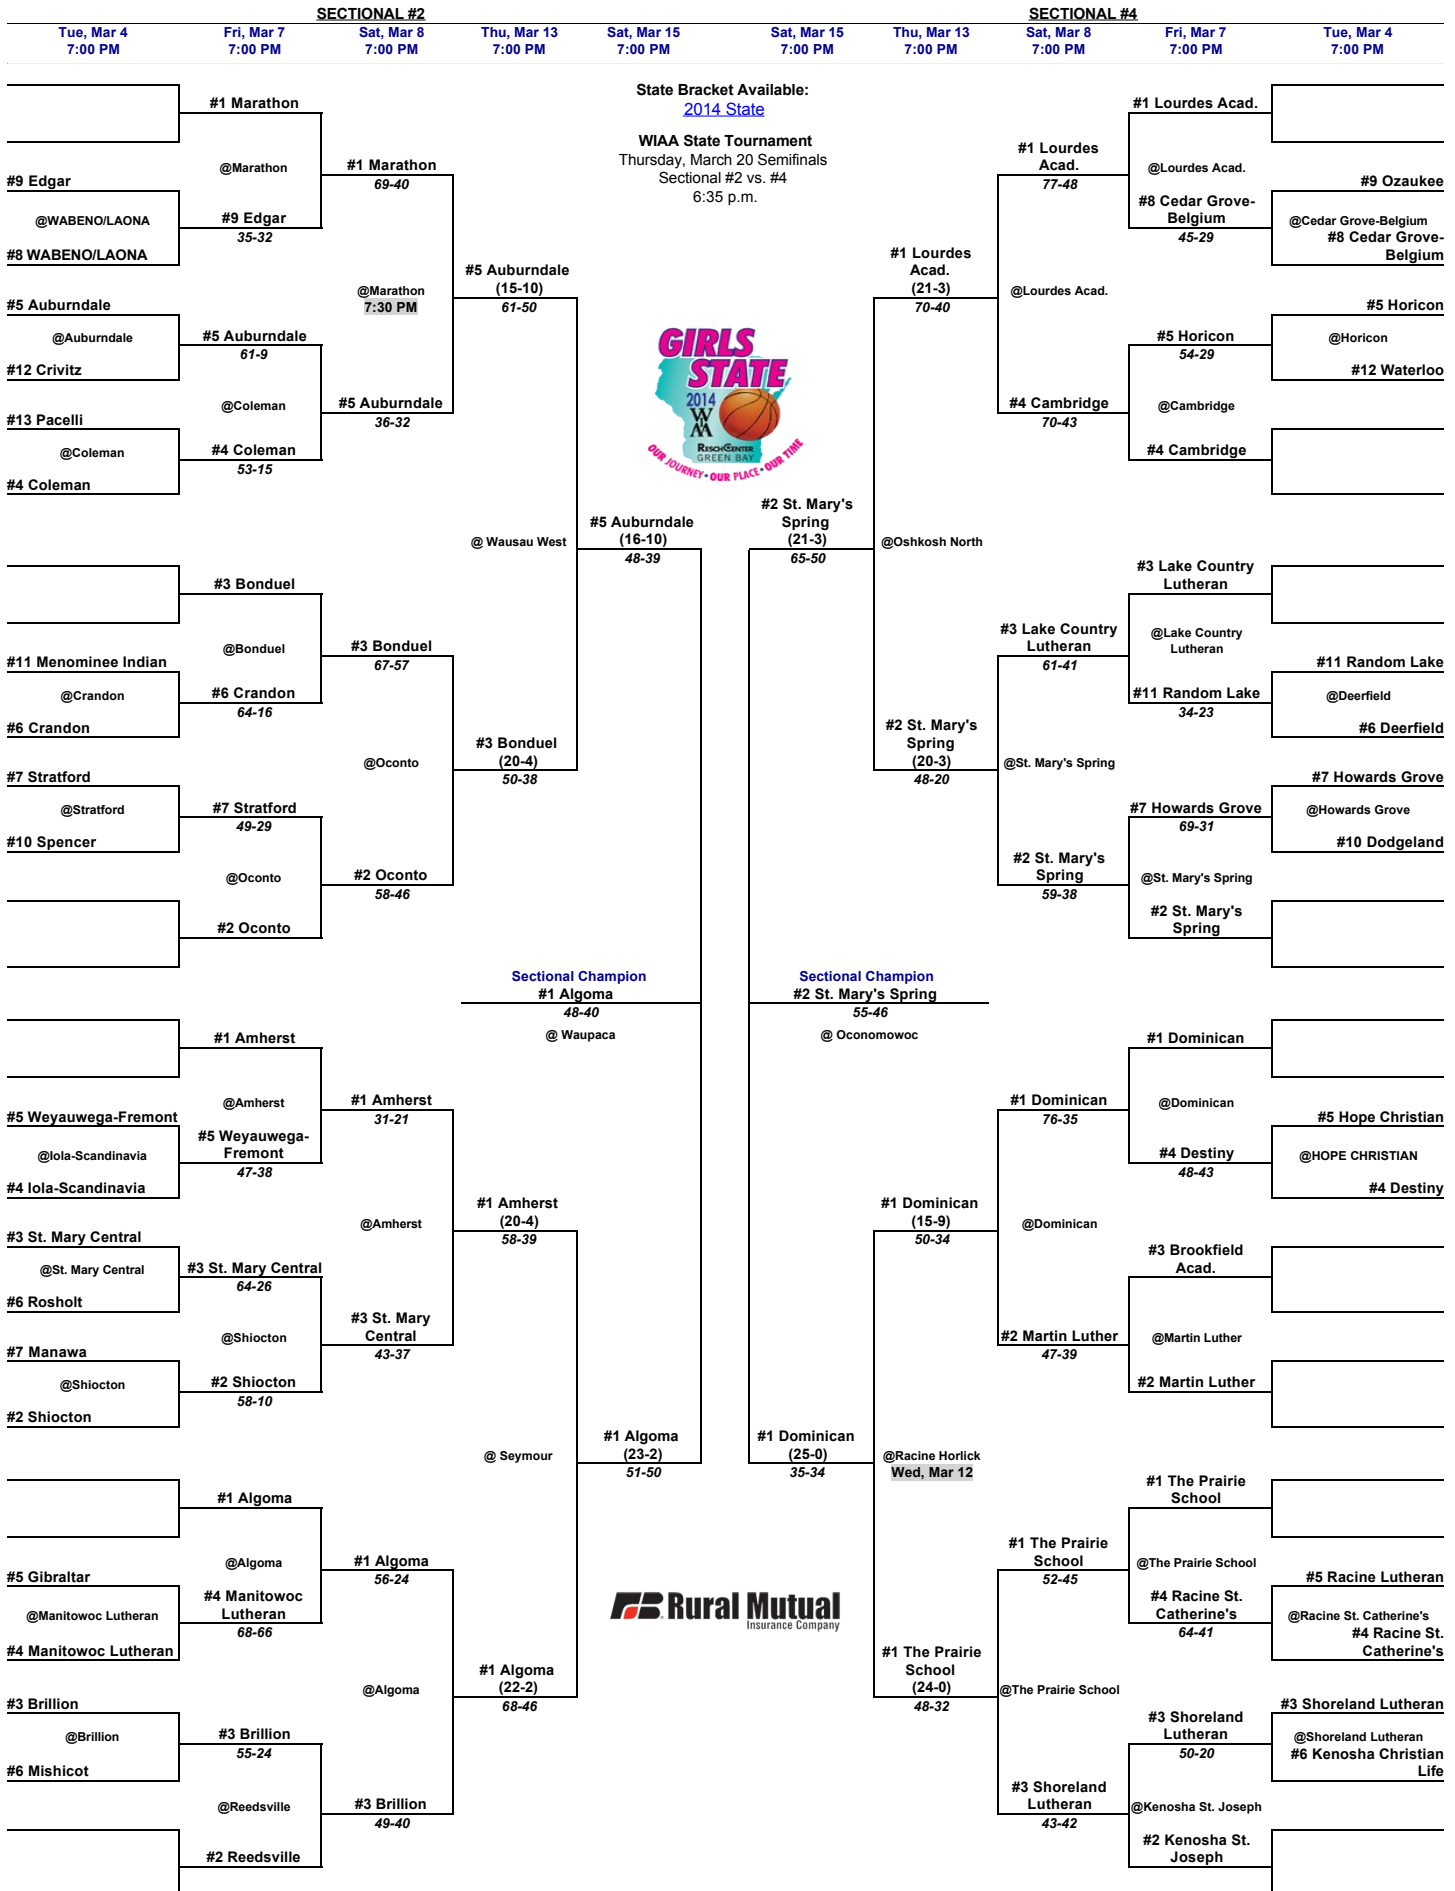 SECTIONAL #2
SECTIONAL #4
Tue, Mar 4
7:00 PM
Fri, Mar 7
7:00 PM
Sat, Mar 8
7:00 PM
Thu, Mar 13
7:00 PM
Sat, Mar 15
7:00 PM
Sat, Mar 15
7:00 PM
Thu, Mar 13
7:00 PM
Sat, Mar 8
7:00 PM
Fri, Mar 7
7:00 PM
Tue, Mar 4
7:00 PM
State Bracket Available:
2014 State
WIAA State Tournament
Thursday, March 20 Semifinals
Sectional #2 vs. #4
6:35 p.m.
GIRLS
STATE
2014
WIAA
RESCH CENTER
GREEN BAY
OUR JOURNEY • OUR PLACE • OUR TIME
#9 Edgar
@WABENO/LAONA
#8 WABENO/LAONA
#5 Auburndale
@Auburndale
#12 Crivitz
#13 Pacelli
@Coleman
#4 Coleman
#11 Menominee Indian
@Crandon
#6 Crandon
#7 Stratford
@Stratford
#10 Spencer
#5 Weyauwega-Fremont
@Iola-Scandinavia
#4 Iola-Scandinavia
#3 St. Mary Central
@St. Mary Central
#6 Rosholt
#7 Manawa
@Shiocton
#2 Shiocton
#5 Gibraltar
@Manitowoc Lutheran
#4 Manitowoc Lutheran
#3 Brillion
@Brillion
#6 Mishicot
#1 Marathon
@Marathon
#9 Edgar
35-32
#5 Auburndale
61-9
@Coleman
#4 Coleman
53-15
#3 Bonduel
@Bonduel
#6 Crandon
64-16
#7 Stratford
49-29
@Oconto
#2 Oconto
#1 Amherst
@Amherst
#5 Weyauwega-
Fremont
47-38
#3 St. Mary Central
64-26
@Shiocton
#2 Shiocton
58-10
#1 Algoma
@Algoma
#4 Manitowoc
Lutheran
68-66
#3 Brillion
55-24
@Reedsville
#2 Reedsville
#1 Marathon
69-40
@Marathon
7:30 PM
#5 Auburndale
36-32
#3 Bonduel
67-57
@Oconto
#2 Oconto
58-46
#1 Amherst
31-21
@Amherst
#3 St. Mary
Central
43-37
#1 Algoma
56-24
@Algoma
#3 Brillion
49-40
#5 Auburndale
(15-10)
61-50
@ Wausau West
#3 Bonduel
(20-4)
50-38
#1 Amherst
(20-4)
58-39
@ Seymour
#1 Algoma
(22-2)
68-46
#5 Auburndale
(16-10)
48-39
Sectional Champion
#1 Algoma
48-40
@ Waupaca
#1 Algoma
(23-2)
51-50
Rural Mutual
Insurance Company
#2 St. Mary's
Spring
(21-3)
65-50
Sectional Champion
#2 St. Mary's Spring
55-46
@ Oconomowoc
#1 Dominican
(25-0)
35-34
#1 Lourdes
Acad.
(21-3)
70-40
@Oshkosh North
#2 St. Mary's
Spring
(20-3)
48-20
#1 Dominican
(15-9)
50-34
@Racine Horlick
Wed, Mar 12
#1 The Prairie
School
(24-0)
48-32
#1 Lourdes
Acad.
77-48
@Lourdes Acad.
#4 Cambridge
70-43
#3 Lake Country
Lutheran
61-41
@St. Mary's Spring
#2 St. Mary's
Spring
59-38
#1 Dominican
76-35
@Dominican
#2 Martin Luther
47-39
#1 The Prairie
School
52-45
@The Prairie School
#3 Shoreland
Lutheran
43-42
#1 Lourdes Acad.
@Lourdes Acad.
#8 Cedar Grove-
Belgium
45-29
#5 Horicon
54-29
@Cambridge
#4 Cambridge
#3 Lake Country
Lutheran
@Lake Country
Lutheran
#11 Random Lake
34-23
#7 Howards Grove
69-31
@St. Mary's Spring
#2 St. Mary's
Spring
#1 Dominican
@Dominican
#4 Destiny
48-43
#3 Brookfield
Acad.
@Martin Luther
#2 Martin Luther
#1 The Prairie
School
@The Prairie School
#4 Racine St.
Catherine's
64-41
#3 Shoreland
Lutheran
50-20
@Kenosha St. Joseph
#2 Kenosha St.
Joseph
#9 Ozaukee
@Cedar Grove-Belgium
#8 Cedar Grove-
Belgium
#5 Horicon
@Horicon
#12 Waterloo
#11 Random Lake
@Deerfield
#6 Deerfield
#7 Howards Grove
@Howards Grove
#10 Dodgeland
#5 Hope Christian
@HOPE CHRISTIAN
#4 Destiny
#5 Racine Lutheran
@Racine St. Catherine's
#4 Racine St.
Catherine's
#3 Shoreland Lutheran
@Shoreland Lutheran
#6 Kenosha Christian
Life